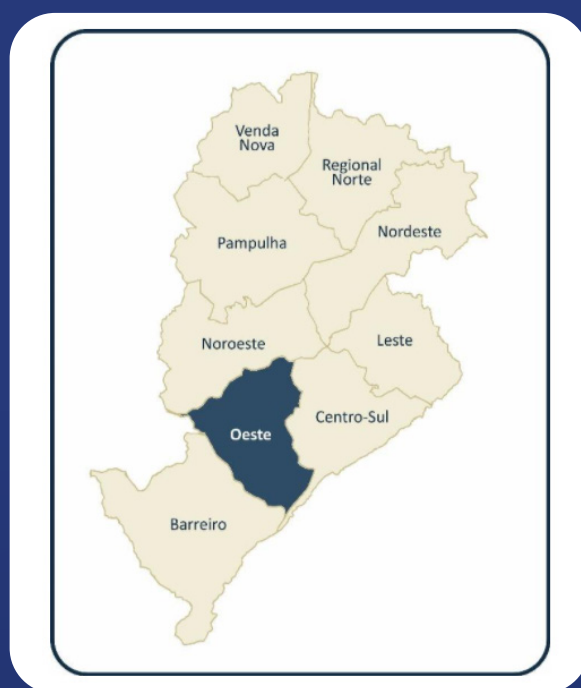 Venda
Nova
Regional
Norte
Nordeste
Pampulha
Noroeste
Leste
Centro-Sul
Oeste
Barreiro